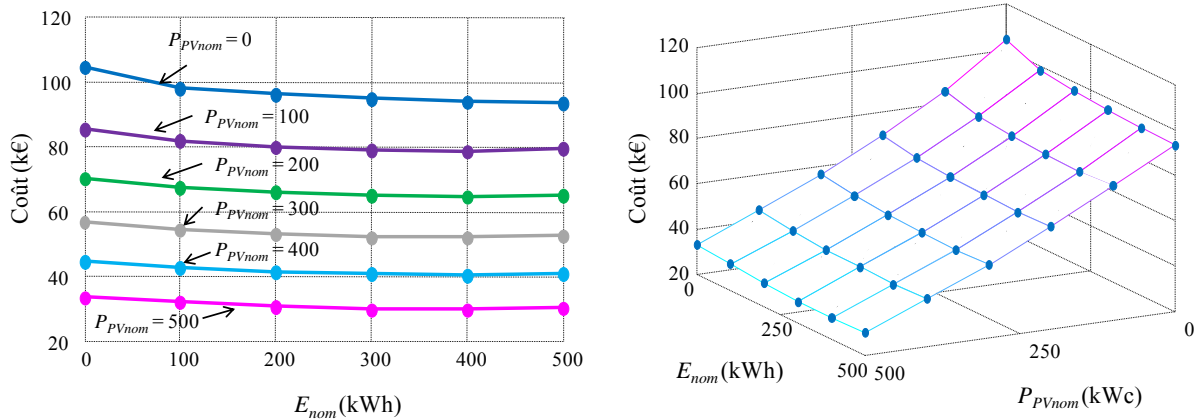 120
100
80
60
40
20
Coût (k€)
P_PVnom = 0
P_PVnom = 100
P_PVnom = 200
P_PVnom = 300
P_PVnom = 400
P_PVnom = 500
0 100 200 300 400 500
E_nom (kWh)
120
100
80
60
40
20
Coût (k€)
0
250
500
E_nom (kWh)
500
250
0
P_PVnom (kWc)